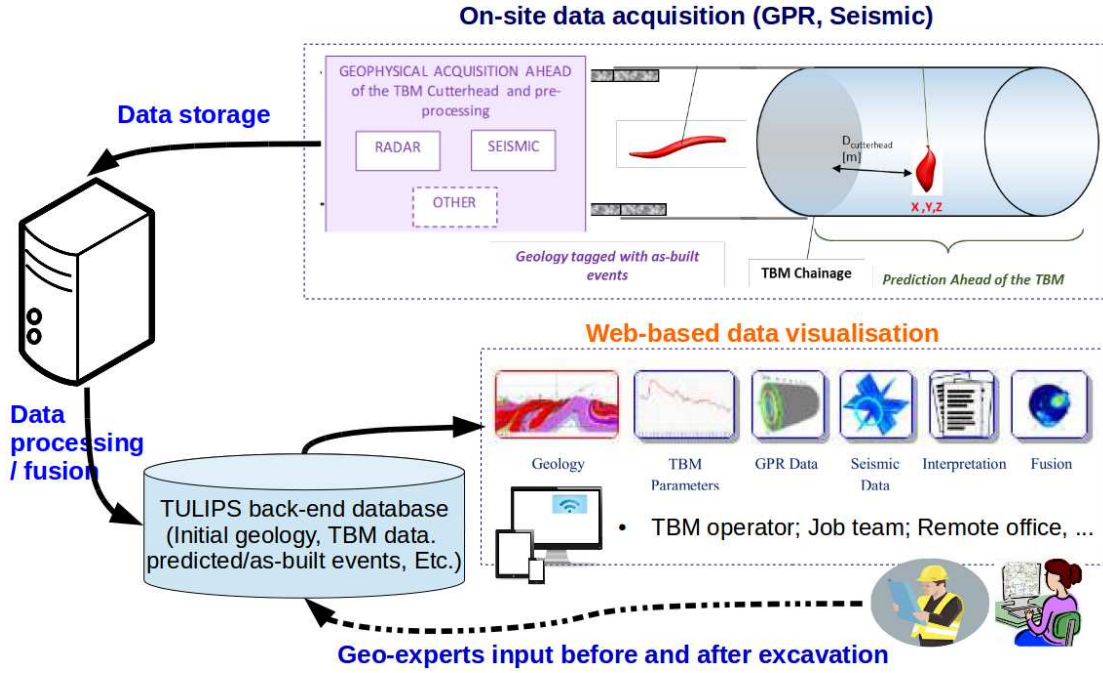 On-site data acquisition (GPR, Seismic)
GEOPHYSICAL ACQUISITION AHEAD
of the TBM Cutterhead and pre-
processing
RADAR
SEISMIC
OTHER
D cutterhead
[m]
X ,Y,Z
Geology tagged with as-built
events
TBM Chainage
Prediction Ahead of the TBM
Data storage
Web-based data visualisation
Geology
TBM
Parameters
GPR Data
Seismic
Data
Interpretation
Fusion
• TBM operator; Job team; Remote office, ...
Data
processing
/ fusion
TULIPS back-end database
(Initial geology, TBM data.
predicted/as-built events, Etc.)
Geo-experts input before and after excavation